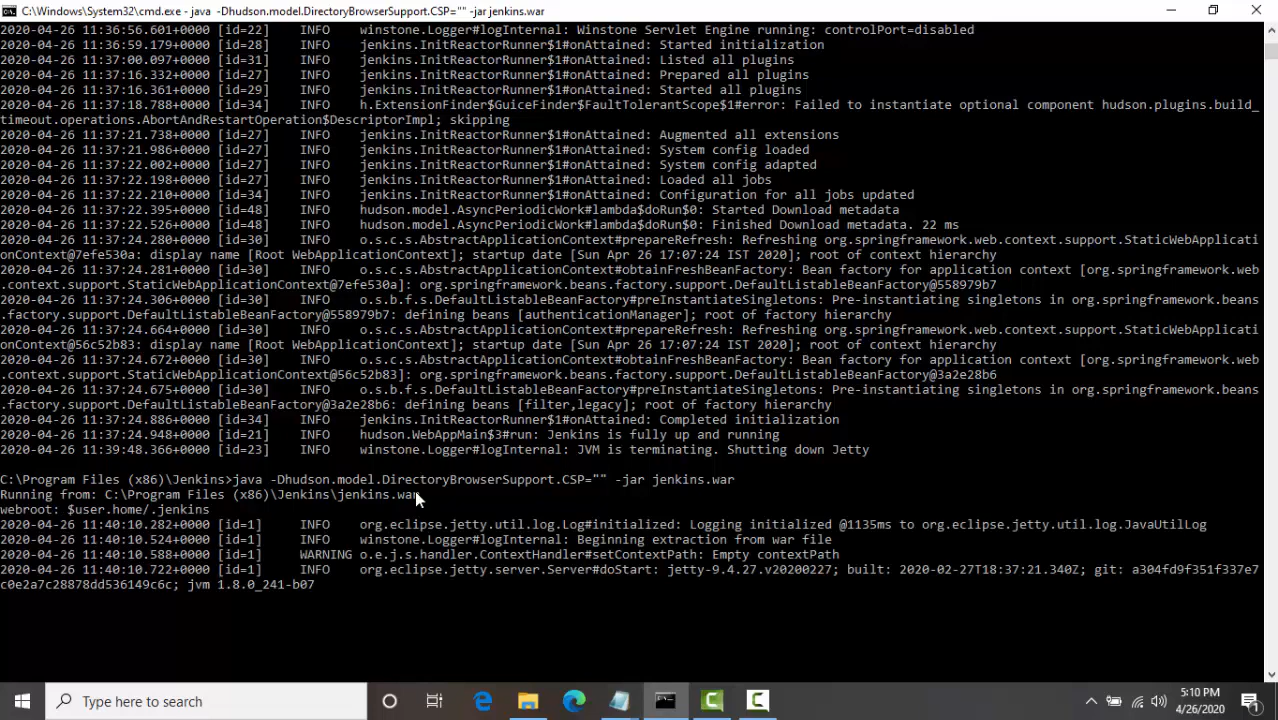 C:\Windows\System32\cmd.exe - java -Dhudson.model.DirectoryBrowserSupport.CSP="" -jar jenkins.war
2020-04-26 11:36:56.601+0000 [id=22] INFO winstone.Logger#logInternal: Winstone Servlet Engine running: controlPort=disabled
2020-04-26 11:36:59.179+0000 [id=28] INFO jenkins.InitReactorRunner$1#onAttained: Started initialization
2020-04-26 11:37:00.097+0000 [id=31] INFO jenkins.InitReactorRunner$1#onAttained: Listed all plugins
2020-04-26 11:37:16.332+0000 [id=27] INFO jenkins.InitReactorRunner$1#onAttained: Prepared all plugins
2020-04-26 11:37:16.361+0000 [id=29] INFO jenkins.InitReactorRunner$1#onAttained: Started all plugins
2020-04-26 11:37:18.788+0000 [id=34] INFO h.ExtensionFinder$GuiceFinder$FaultTolerantScope$1#error: Failed to instantiate optional component hudson.plugins.build_
timeout.operations.AbortAndRestartOperation$DescriptorImpl; skipping
2020-04-26 11:37:21.738+0000 [id=27] INFO jenkins.InitReactorRunner$1#onAttained: Augmented all extensions
2020-04-26 11:37:21.986+0000 [id=27] INFO jenkins.InitReactorRunner$1#onAttained: System config loaded
2020-04-26 11:37:22.002+0000 [id=27] INFO jenkins.InitReactorRunner$1#onAttained: System config adapted
2020-04-26 11:37:22.198+0000 [id=27] INFO jenkins.InitReactorRunner$1#onAttained: Loaded all jobs
2020-04-26 11:37:22.210+0000 [id=34] INFO jenkins.InitReactorRunner$1#onAttained: Configuration for all jobs updated
2020-04-26 11:37:22.395+0000 [id=48] INFO hudson.model.AsyncPeriodicWork#lambda$doRun$0: Started Download metadata
2020-04-26 11:37:22.526+0000 [id=48] INFO hudson.model.AsyncPeriodicWork#lambda$doRun$0: Finished Download metadata. 22 ms
2020-04-26 11:37:24.280+0000 [id=30] INFO o.s.c.s.AbstractApplicationContext#prepareRefresh: Refreshing org.springframework.web.context.support.StaticWebApplicati
onContext@7efe530a: display name [Root WebApplicationContext]; startup date [Sun Apr 26 17:07:24 IST 2020]; root of context hierarchy
2020-04-26 11:37:24.281+0000 [id=30] INFO o.s.c.s.AbstractApplicationContext#obtainFreshBeanFactory: Bean factory for application context [org.springframework.web
.context.support.StaticWebApplicationContext@7efe530a]: org.springframework.beans.factory.support.DefaultListableBeanFactory@558979b7
2020-04-26 11:37:24.306+0000 [id=30] INFO o.s.b.f.s.DefaultListableBeanFactory#preInstantiateSingletons: Pre-instantiating singletons in org.springframework.beans
.factory.support.DefaultListableBeanFactory@558979b7: defining beans [authenticationManager]; root of factory hierarchy
2020-04-26 11:37:24.664+0000 [id=30] INFO o.s.c.s.AbstractApplicationContext#prepareRefresh: Refreshing org.springframework.web.context.support.StaticWebApplicati
onContext@56c52b83: display name [Root WebApplicationContext]; startup date [Sun Apr 26 17:07:24 IST 2020]; root of context hierarchy
2020-04-26 11:37:24.672+0000 [id=30] INFO o.s.c.s.AbstractApplicationContext#obtainFreshBeanFactory: Bean factory for application context [org.springframework.web
.context.support.StaticWebApplicationContext@56c52b83]: org.springframework.beans.factory.support.DefaultListableBeanFactory@3a2e28b6
2020-04-26 11:37:24.675+0000 [id=30] INFO o.s.b.f.s.DefaultListableBeanFactory#preInstantiateSingletons: Pre-instantiating singletons in org.springframework.beans
.factory.support.DefaultListableBeanFactory@3a2e28b6: defining beans [filter,legacy]; root of factory hierarchy
2020-04-26 11:37:24.886+0000 [id=34] INFO jenkins.InitReactorRunner$1#onAttained: Completed initialization
2020-04-26 11:37:24.948+0000 [id=21] INFO hudson.WebAppMain$3#run: Jenkins is fully up and running
2020-04-26 11:39:48.366+0000 [id=23] INFO winstone.Logger#logInternal: JVM is terminating. Shutting down Jetty
C:\Program Files (x86)\Jenkins>java -Dhudson.model.DirectoryBrowserSupport.CSP="" -jar jenkins.war
Running from: C:\Program Files (x86)\Jenkins\jenkins.war
webroot: $user.home/.jenkins
2020-04-26 11:40:10.282+0000 [id=1] INFO org.eclipse.jetty.util.log.Log#initialized: Logging initialized @1135ms to org.eclipse.jetty.util.log.JavaUtilLog
2020-04-26 11:40:10.524+0000 [id=1] INFO winstone.Logger#logInternal: Beginning extraction from war file
2020-04-26 11:40:10.588+0000 [id=1] WARNING o.e.j.s.handler.ContextHandler#setContextPath: Empty contextPath
2020-04-26 11:40:10.722+0000 [id=1] INFO org.eclipse.jetty.server.Server#doStart: jetty-9.4.27.v20200227; built: 2020-02-27T18:37:21.340Z; git: a304fd9f351f337e7
c0e2a7c28878dd536149c6c; jvm 1.8.0_241-b07
Type here to search
5:10 PM
4/26/2020
1